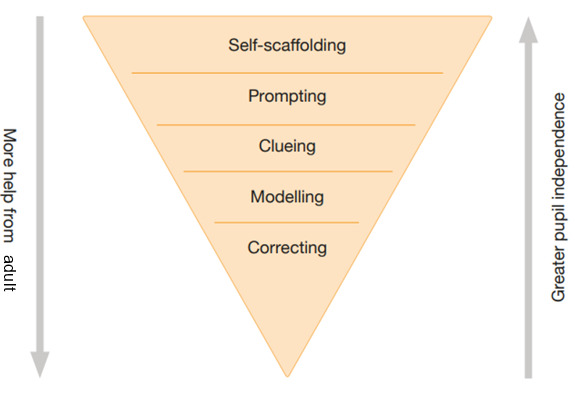 Self-scaffolding
Prompting
Clueing
Modelling
Correcting
More help from adult
Greater pupil independence